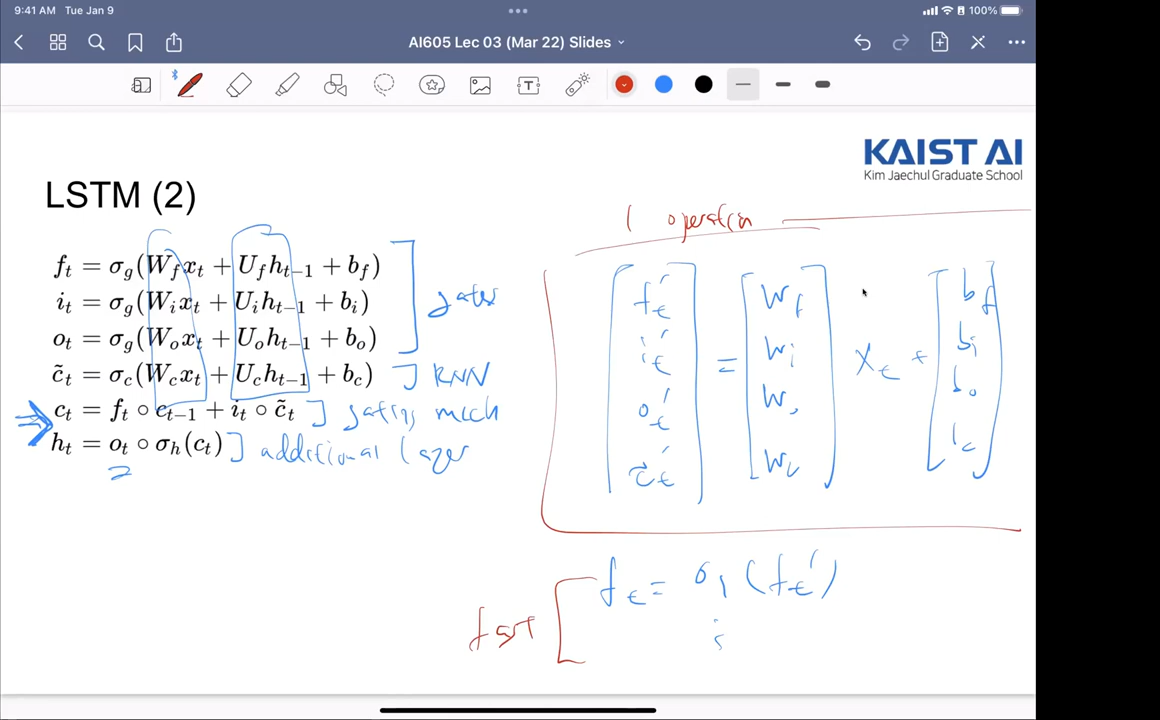 9:41 AM Tue Jan 9
100%
AI605 Lec 03 (Mar 22) Slides
KAIST AI
Kim Jaechul Graduate School
LSTM (2)
1 operation
f_t = σ_g(W_f x_t + U_f h_{t-1} + b_f)
i_t = σ_g(W_i x_t + U_i h_{t-1} + b_i)
o_t = σ_g(W_o x_t + U_o h_{t-1} + b_o)
gates
c̃_t = σ_c(W_c x_t + U_c h_{t-1} + b_c) ] RNN
c_t = f_t ∘ c_{t-1} + i_t ∘ c̃_t ] gating mech
h_t = o_t ∘ σ_h(c_t) ] additional layer
[f_t' i_t' o_t' c̃_t'] = [W_f W_i W_o W_c] x_t + [b_f b_i b_o b_c]
f_t = σ_g(f_t')
fast